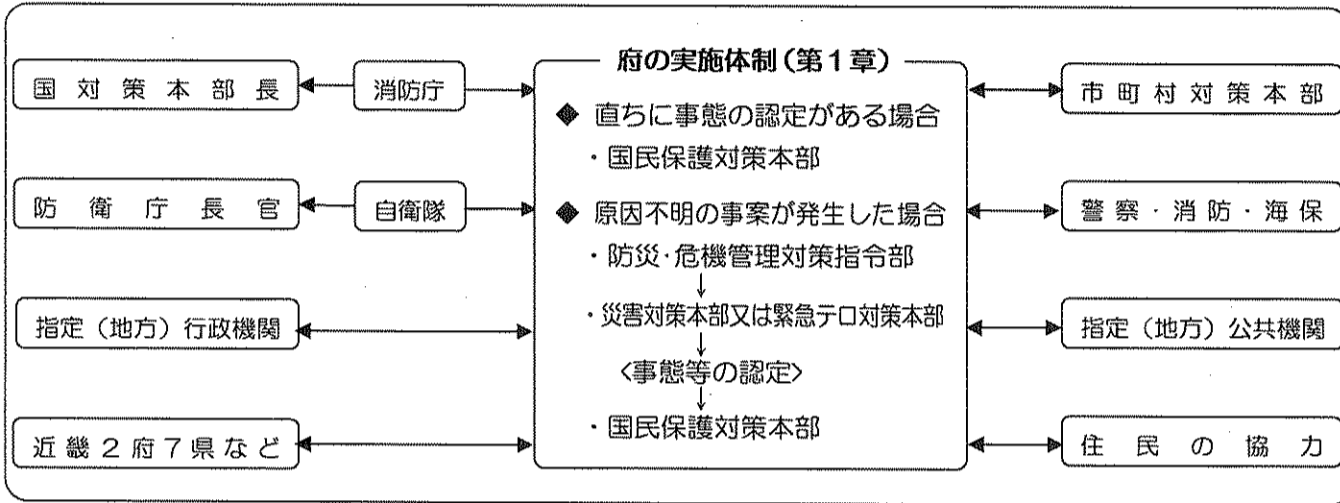 府の実施体制(第1章)
国対策本部長
消防庁
防衛庁長官
自衛隊
指定(地方)行政機関
近畿2府7県など
◆ 直ちに事態の認定がある場合
・国民保護対策本部
◆ 原因不明の事案が発生した場合
・防災・危機管理対策指令部
・災害対策本部又は緊急テロ対策本部
<事態等の認定>
・国民保護対策本部
市町村対策本部
警察・消防・海保
指定(地方)公共機関
住民の協力